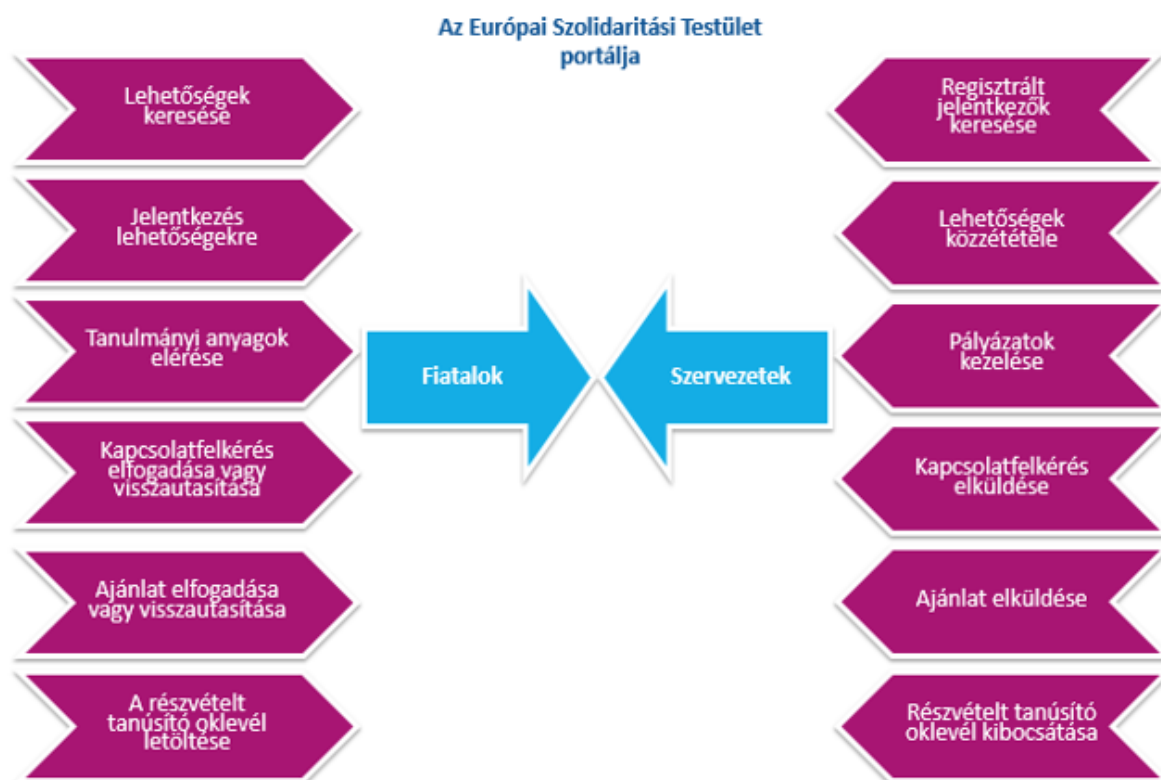 Az Európai Szolidaritási Testület
portálja
Lehetőségek
keresése
Jelentkezés
lehetőségekre
Tanulmányi anyagok
elérése
Kapcsolatfelkérés
elfogadása vagy
visszautasítása
Ajánlat elfogadása
vagy visszautasítása
A részvételt
tanúsító oklevél
letöltése
Fiatalok
Szervezetek
Regisztrált
jelentkezők
keresése
Lehetőségek
közzététele
Pályázatok
kezelése
Kapcsolatfelkérés
elküldése
Ajánlat elküldése
Részvételt tanúsító
oklevél kibocsátása